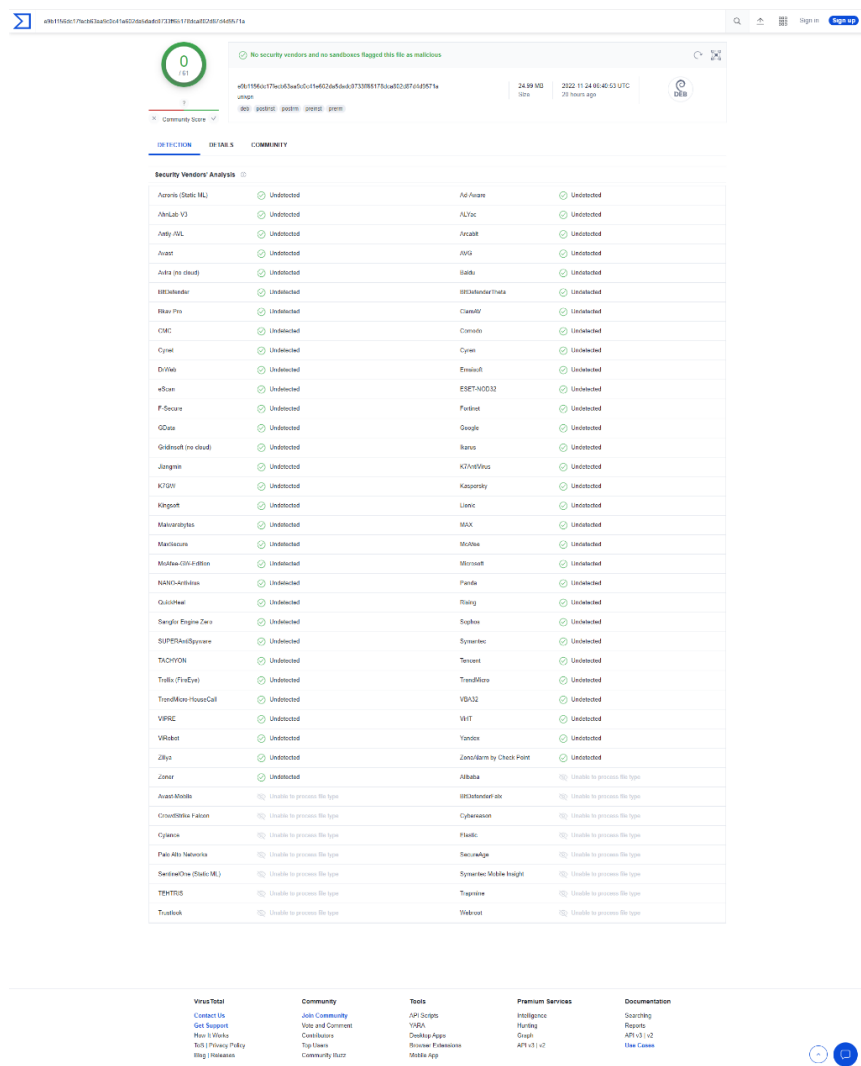 Sign in Sign up
0
/ 61
?
Community Score
No security vendors and no sandboxes flagged this file as malicious
unvpn
deb postinst postrm preinst prerm
24.99 MB
Size
2022-11-24 06:40:53 UTC
20 hours ago
DEB
DETECTION DETAILS COMMUNITY
Security Vendors' Analysis
Acronis (Static ML) Undetected Ad-Aware Undetected
AhnLab-V3 Undetected ALYac Undetected
Antiy-AVL Undetected Arcabit Undetected
Avast Undetected AVG Undetected
Avira (no cloud) Undetected Baidu Undetected
BitDefender Undetected BitDefenderTheta Undetected
Bkav Pro Undetected ClamAV Undetected
CMC Undetected Comodo Undetected
Cynet Undetected Cyren Undetected
DrWeb Undetected Emsisoft Undetected
eScan Undetected ESET-NOD32 Undetected
F-Secure Undetected Fortinet Undetected
GData Undetected Google Undetected
Gridinsoft (no cloud) Undetected Ikarus Undetected
Jiangmin Undetected K7AntiVirus Undetected
K7GW Undetected Kaspersky Undetected
Kingsoft Undetected Lionic Undetected
Malwarebytes Undetected MAX Undetected
MaxSecure Undetected McAfee Undetected
McAfee-GW-Edition Undetected Microsoft Undetected
NANO-Antivirus Undetected Panda Undetected
QuickHeal Undetected Rising Undetected
Sangfor Engine Zero Undetected Sophos Undetected
SUPERAntiSpyware Undetected Symantec Undetected
TACHYON Undetected Tencent Undetected
Trellix (FireEye) Undetected TrendMicro Undetected
TrendMicro-HouseCall Undetected VBA32 Undetected
VIPRE Undetected VirIT Undetected
ViRobot Undetected Yandex Undetected
Zillya Undetected ZoneAlarm by Check Point Undetected
Zoner Undetected Alibaba Unable to process file type
Avast-Mobile Unable to process file type BitDefenderFalx Unable to process file type
CrowdStrike Falcon Unable to process file type Cybereason Unable to process file type
Cylance Unable to process file type Elastic Unable to process file type
Palo Alto Networks Unable to process file type SecureAge Unable to process file type
SentinelOne (Static ML) Unable to process file type Symantec Mobile Insight Unable to process file type
TEHTRIS Unable to process file type Trapmine Unable to process file type
Trustlook Unable to process file type Webroot Unable to process file type
VirusTotal Community Tools Premium Services Documentation
Contact Us Join Community API Scripts Intelligence Searching
Get Support Vote and Comment YARA Hunting Reports
How It Works Contributors Desktop Apps Graph API v3 | v2
ToS | Privacy Policy Top Users Browser Extensions API v3 | v2 Use Cases
Blog | Releases Community Buzz Mobile App